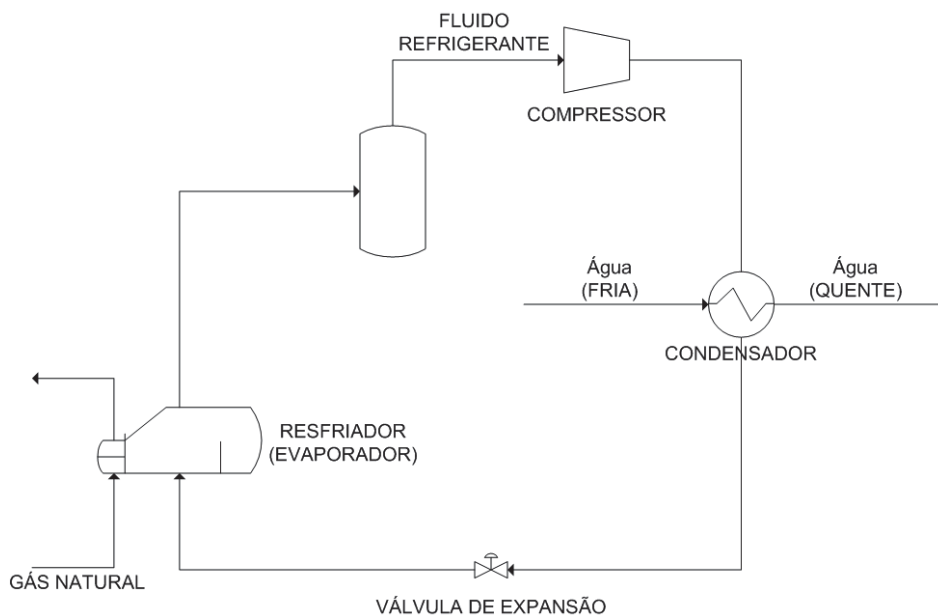 FLUIDO
REFRIGERANTE
COMPRESSOR
Água
(FRIA)
Água
(QUENTE)
CONDENSADOR
RESFRIADOR
(EVAPORADOR)
GÁS NATURAL
VÁLVULA DE EXPANSÃO